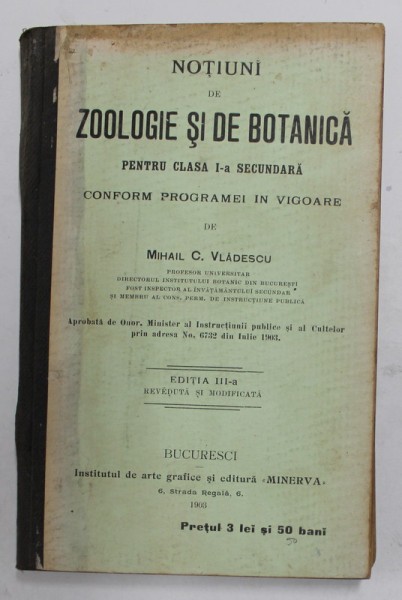 NOȚIUNI
DE
ZOOLOGIE ȘI DE BOTANICĂ
PENTRU CLASA I-a SECUNDARĂ
CONFORM PROGRAMEI IN VIGOARE
DE
MIHAIL C. VLĂDESCU
PROFESOR UNIVERSITAR
DIRECTORUL INSTITUTULUI BOTANIC DIN BUCUREȘTI
FOST INSPECTOR AL ÎNVĂȚĂMÂNTULUI SECUNDAR
ȘI MEMBRU AL CONS. PERM. DE INSTRUCȚIUNE PUBLICĂ
Aprobată de Onor. Minister al Instrucțiunii publice și al Cultelor
prin adresa No. 6732 din Iulie 1903.
EDIȚIA III-a
REVĒDUTĂ ȘI MODIFICATĂ
BUCURESCI
Institutul de arte grafice și editură «MINERVA»
6, Strada Regală, 6.
1903
Prețul 3 lei și 50 bani